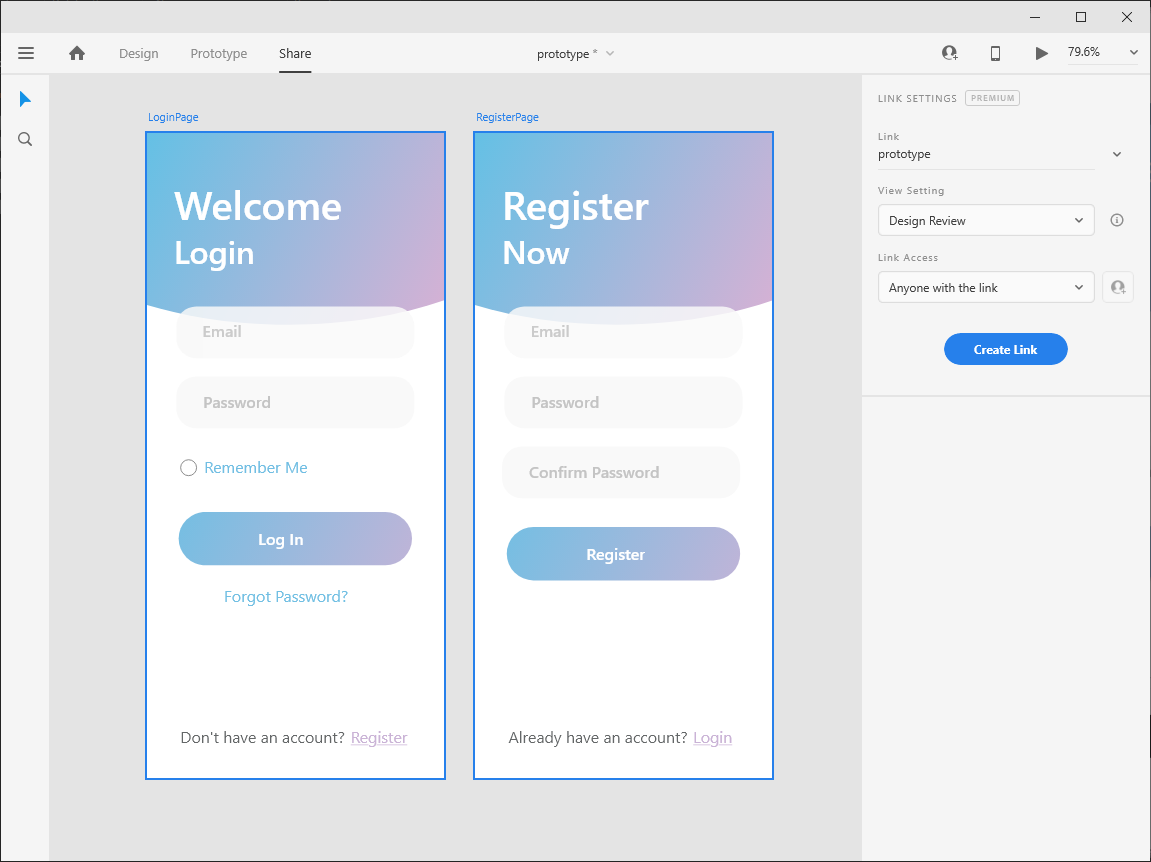 Design Prototype Share prototype * 79.6%
LoginPage
Welcome
Login
Email
Password
Remember Me
Log In
Forgot Password?
Don't have an account? Register
RegisterPage
Register
Now
Email
Password
Confirm Password
Register
Already have an account? Login
LINK SETTINGS PREMIUM
Link
prototype
View Setting
Design Review
Link Access
Anyone with the link
Create Link